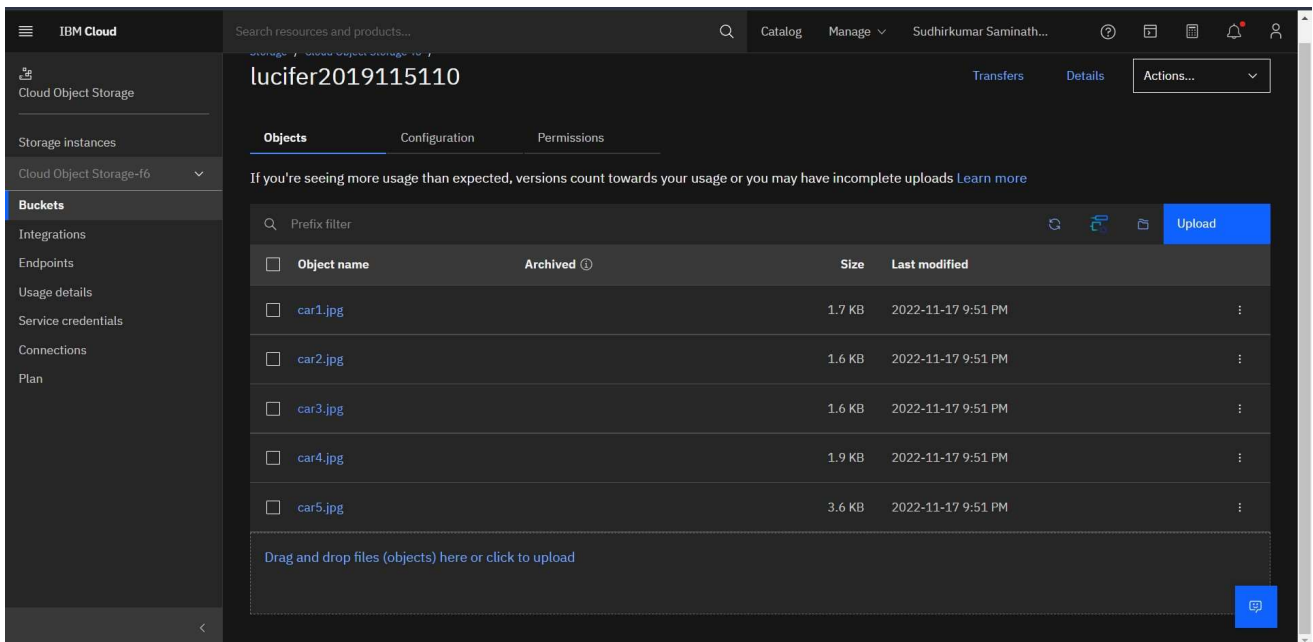 IBM Cloud
Search resources and products...
Catalog
Manage
Sudhirkumar Saminath...
Cloud Object Storage
Storage instances
Cloud Object Storage-f6
Buckets
Integrations
Endpoints
Usage details
Service credentials
Connections
Plan
Storage / Cloud Object Storage-f6 /
lucifer2019115110
Transfers
Details
Actions...
Objects
Configuration
Permissions
If you're seeing more usage than expected, versions count towards your usage or you may have incomplete uploads Learn more
Prefix filter
Upload
Object name Archived Size Last modified
car1.jpg 1.7 KB 2022-11-17 9:51 PM
car2.jpg 1.6 KB 2022-11-17 9:51 PM
car3.jpg 1.6 KB 2022-11-17 9:51 PM
car4.jpg 1.9 KB 2022-11-17 9:51 PM
car5.jpg 3.6 KB 2022-11-17 9:51 PM
Drag and drop files (objects) here or click to upload